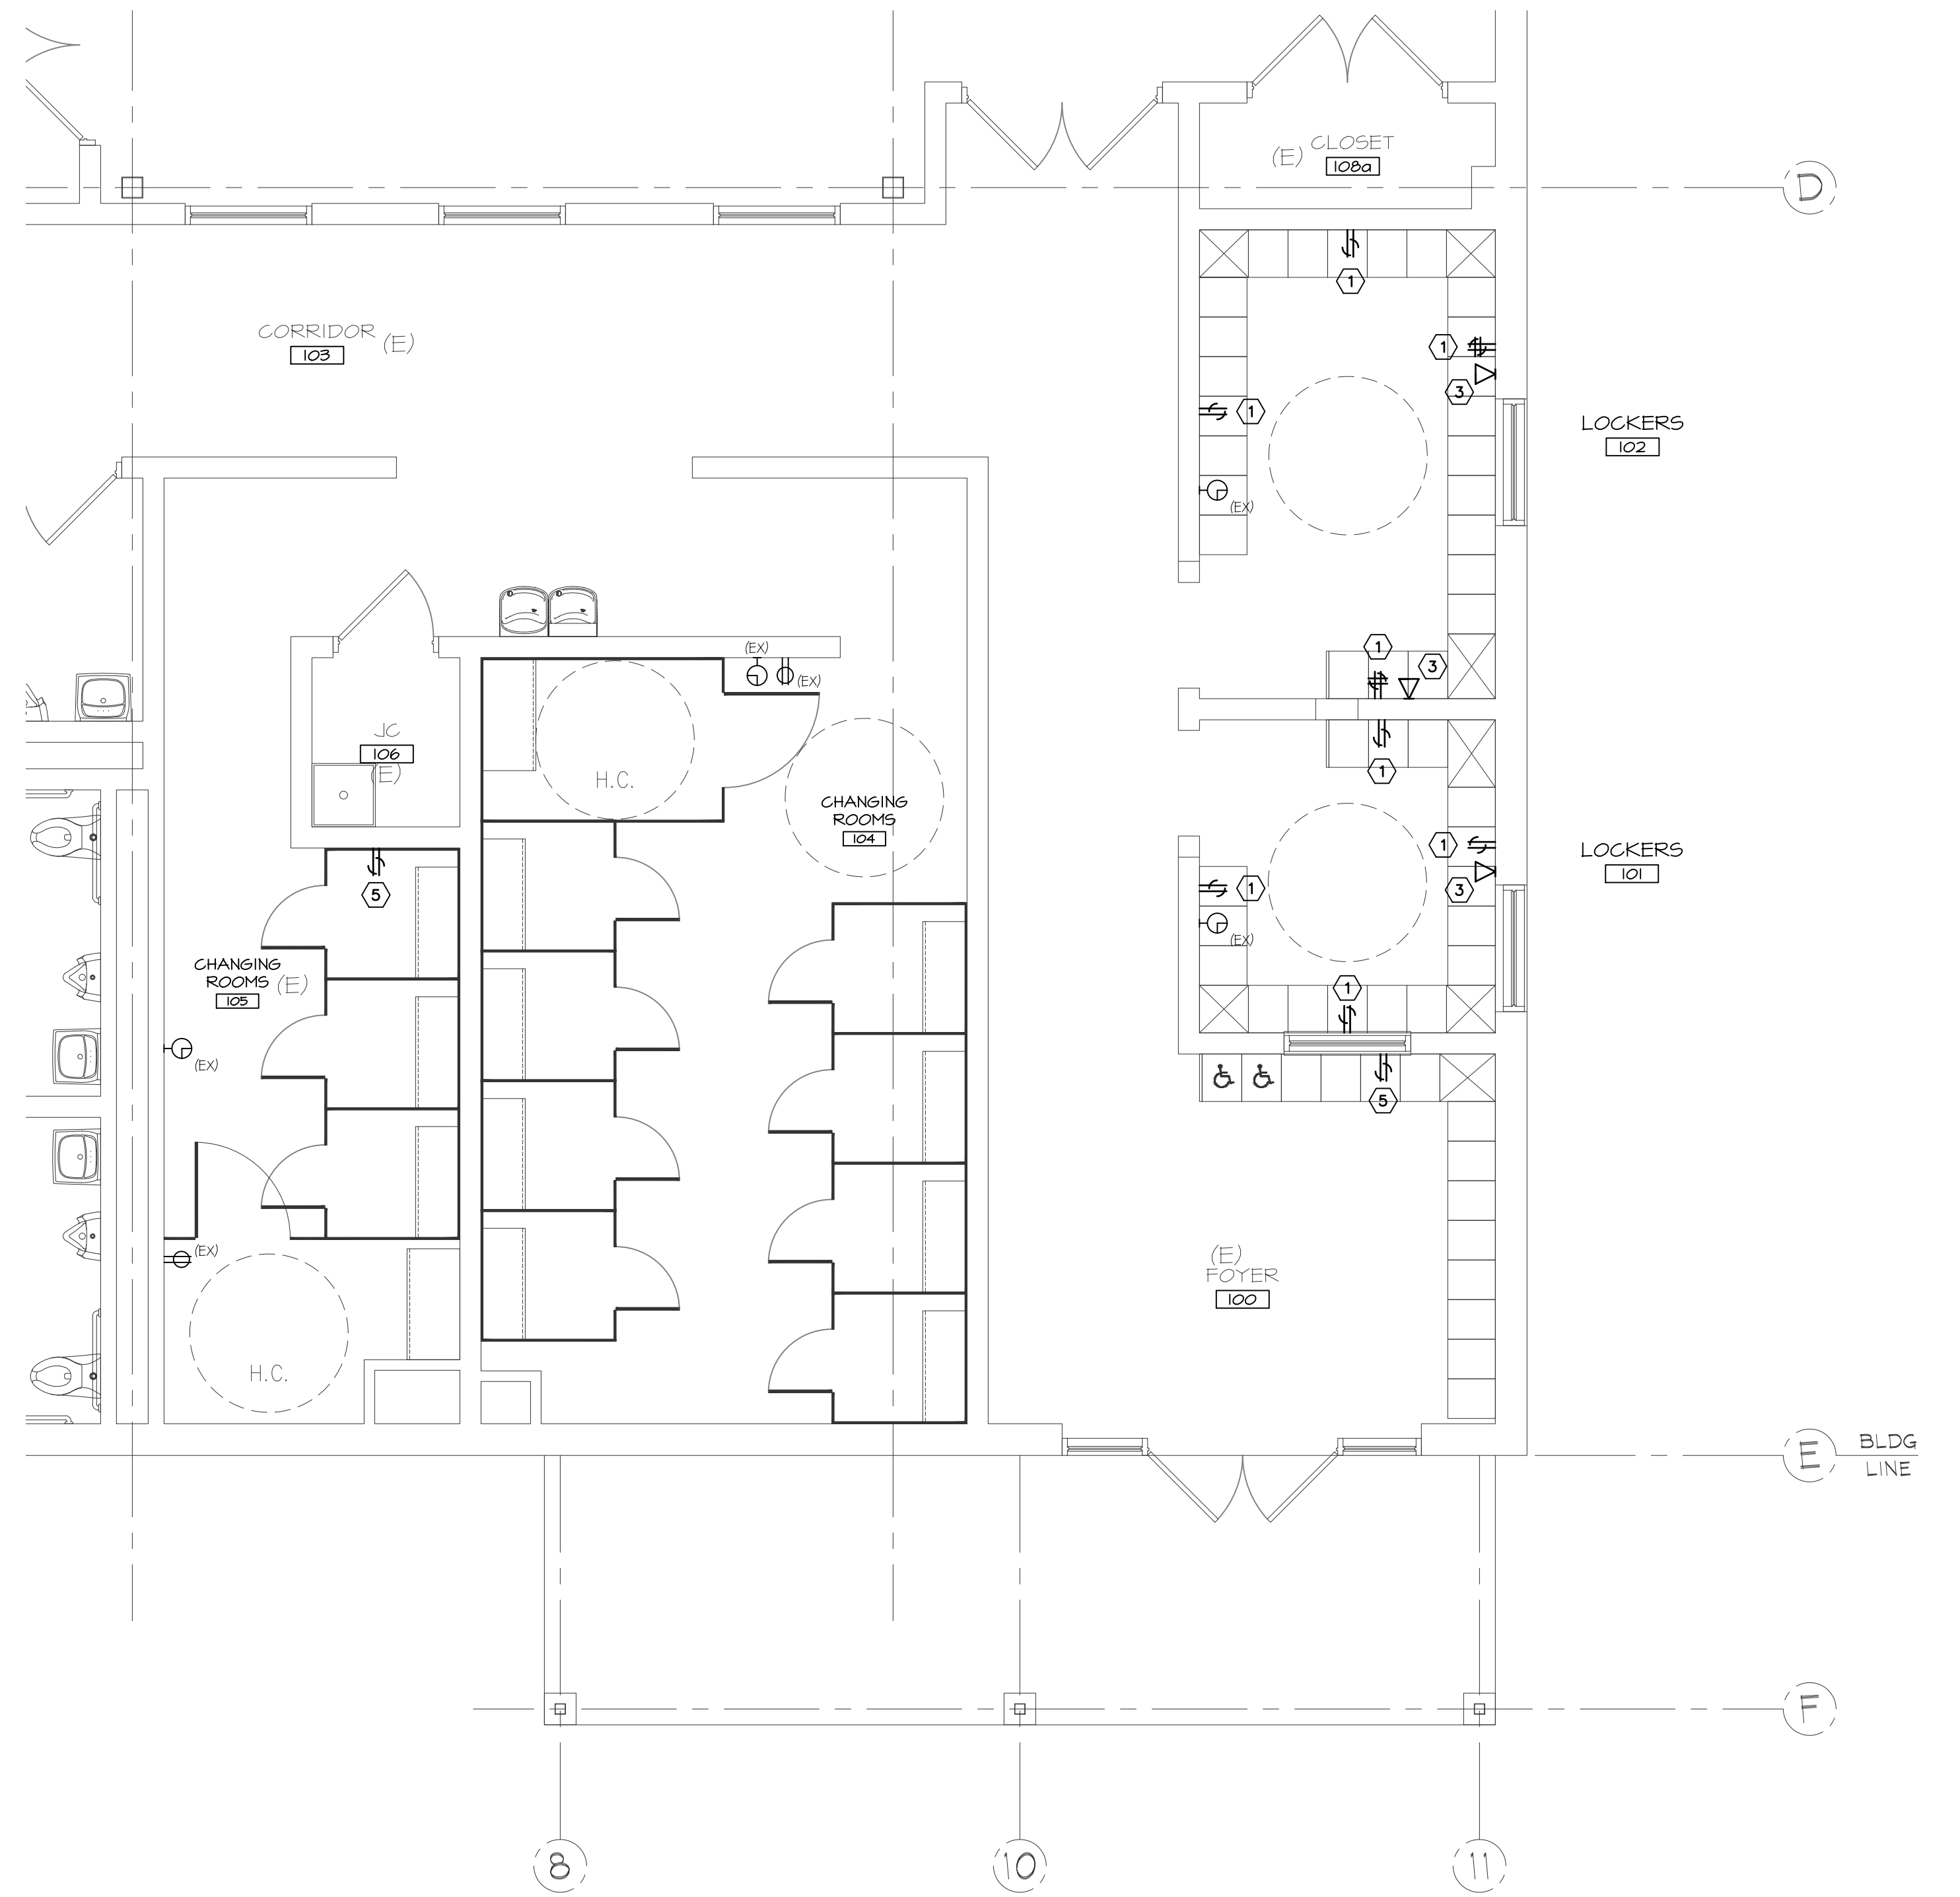 (E) CLOSET
108a
D
1
CORRIDOR (E)
103
1
3
1
LOCKERS
102
(EX)
1
3
(EX)
(EX)
JC
106
(E)
H.C.
1
CHANGING
ROOMS
104
1
LOCKERS
101
5
1
3
(EX)
CHANGING
ROOMS (E)
105
1
(EX)
5
(EX)
(E)
FOYER
100
H.C.
E
BLDG
LINE
F
8
10
11